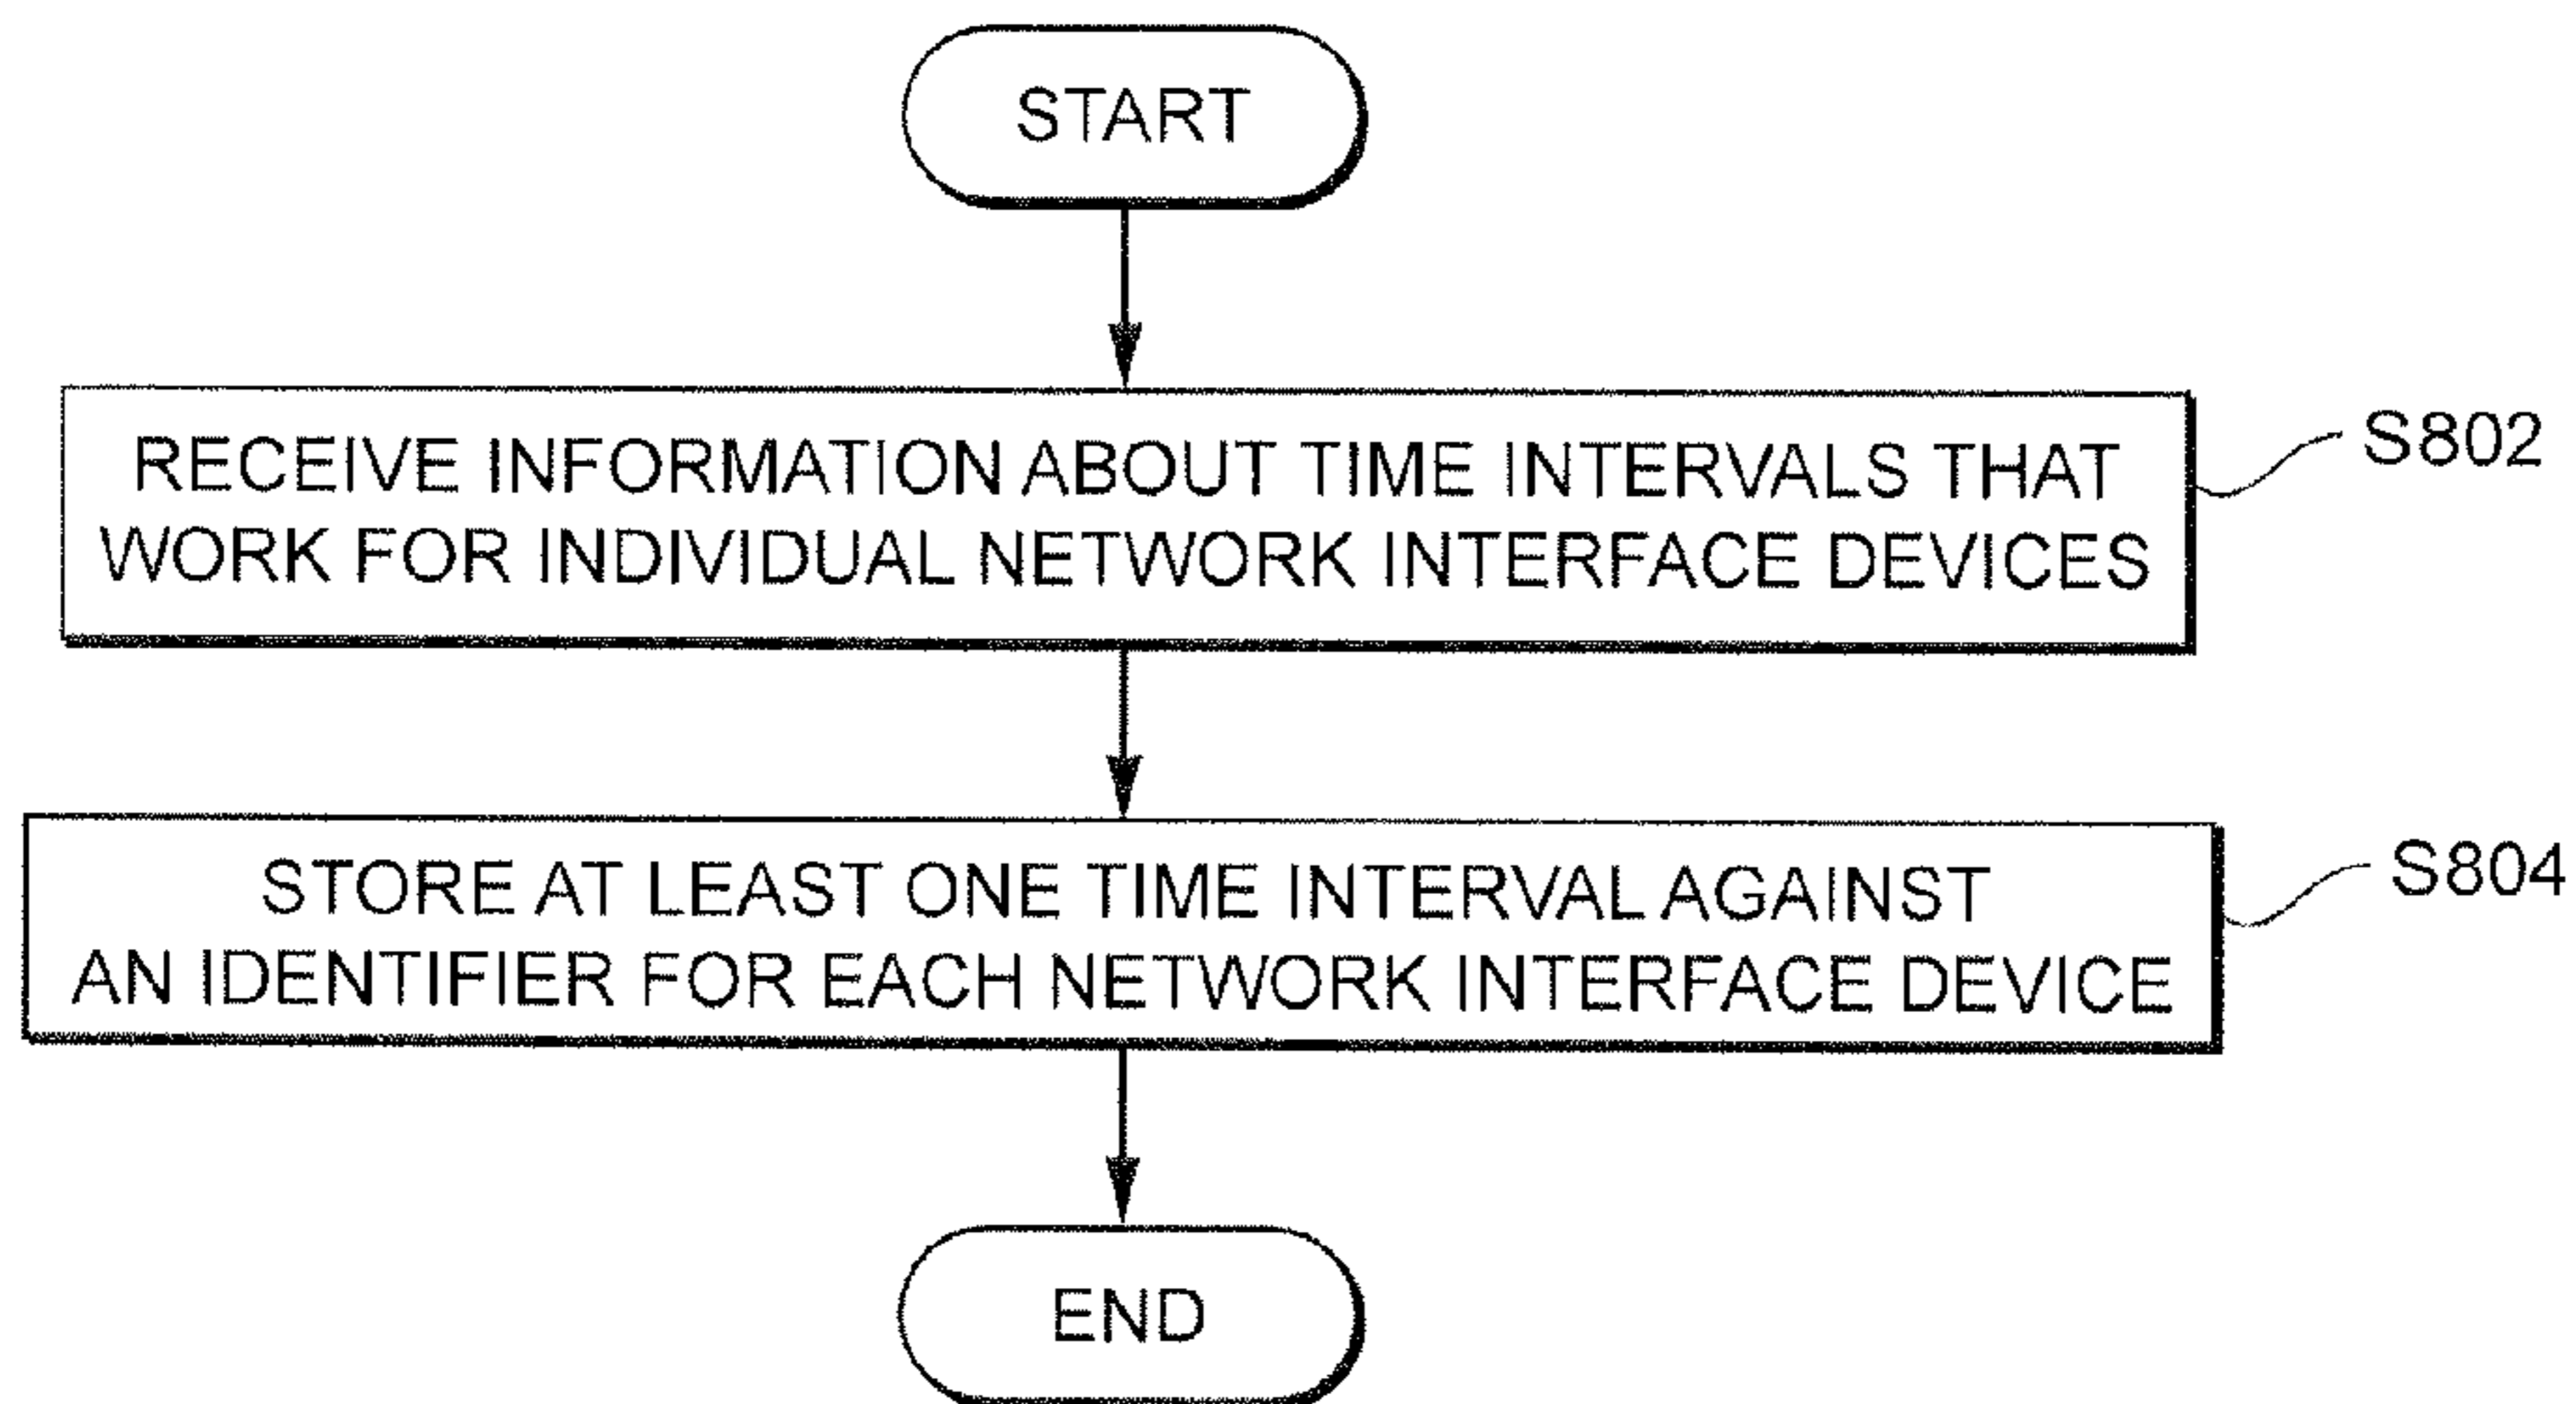 START
RECEIVE INFORMATION ABOUT TIME INTERVALS THAT
WORK FOR INDIVIDUAL NETWORK INTERFACE DEVICES
S802
STORE AT LEAST ONE TIME INTERVAL AGAINST
AN IDENTIFIER FOR EACH NETWORK INTERFACE DEVICE
S804
END